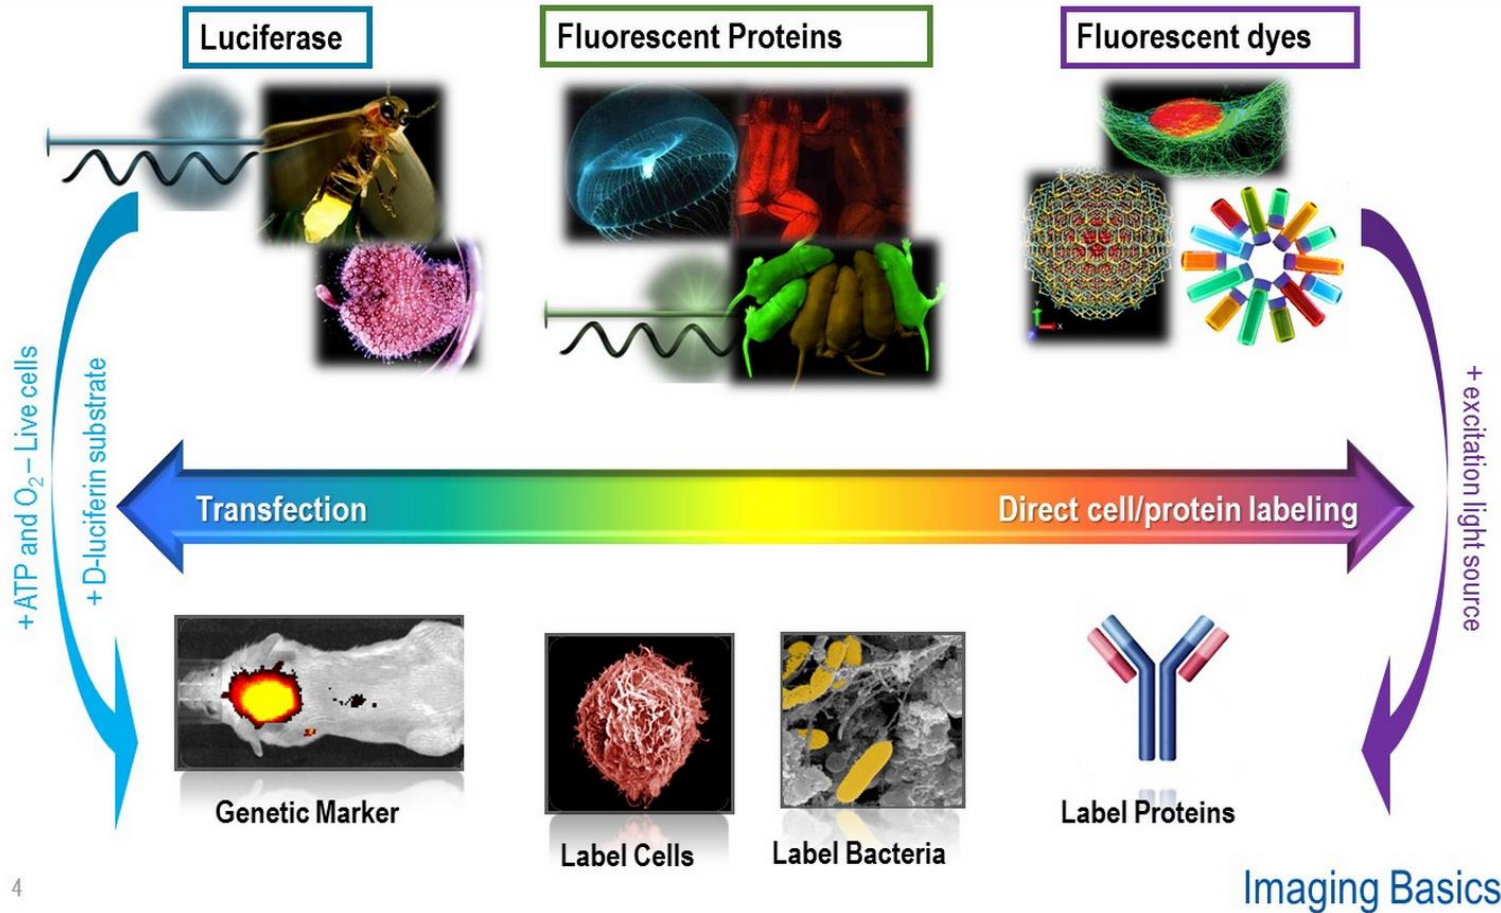 Luciferase
Fluorescent Proteins
Fluorescent dyes
+ ATP and O₂ – Live cells
+ D-luciferin substrate
+ excitation light source
Transfection
Direct cell/protein labeling
Genetic Marker
Label Cells
Label Bacteria
Label Proteins
4
Imaging Basics